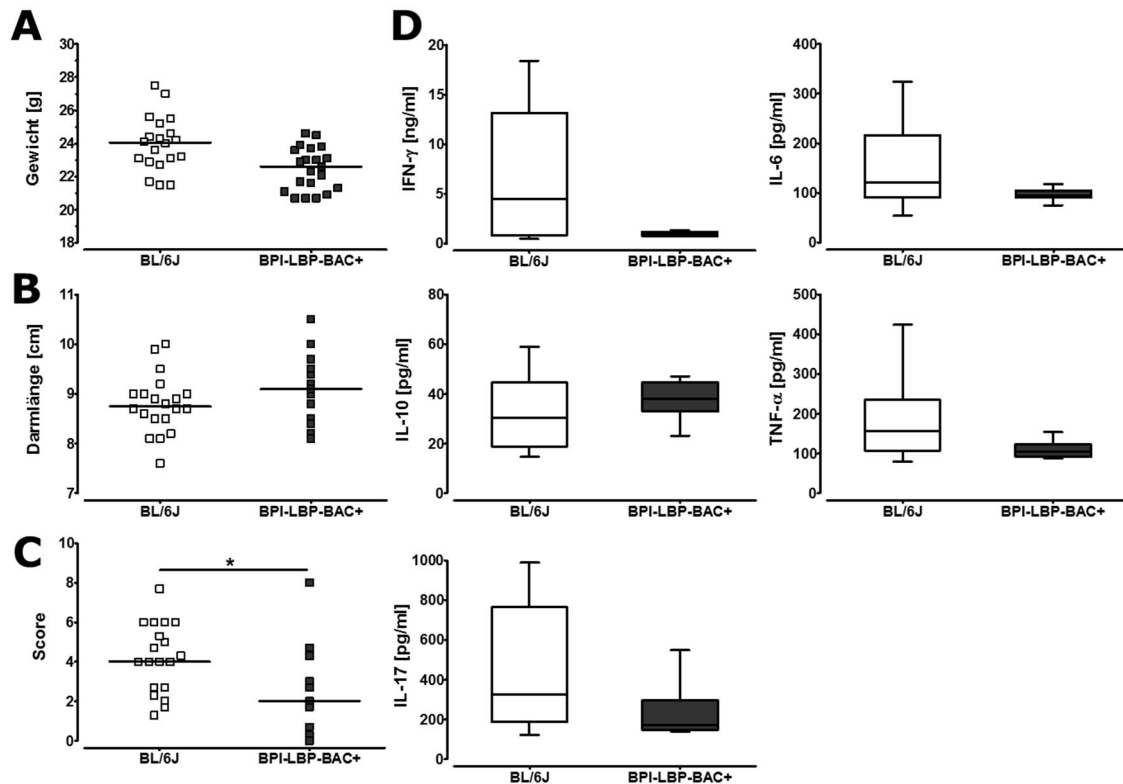 A
Gewicht [g]
30
28
26
24
22
20
18
BL/6J
BPI-LBP-BAC+
B
Darmlänge [cm]
11
10
9
8
7
BL/6J
BPI-LBP-BAC+
C
Score
10
8
6
4
2
0
*
BL/6J
BPI-LBP-BAC+
D
IFN-γ [ng/ml]
20
15
10
5
0
BL/6J
BPI-LBP-BAC+
IL-6 [pg/ml]
400
300
200
100
0
BL/6J
BPI-LBP-BAC+
IL-10 [pg/ml]
80
60
40
20
0
BL/6J
BPI-LBP-BAC+
TNF-α [pg/ml]
500
400
300
200
100
0
BL/6J
BPI-LBP-BAC+
IL-17 [pg/ml]
1000
800
600
400
200
0
BL/6J
BPI-LBP-BAC+